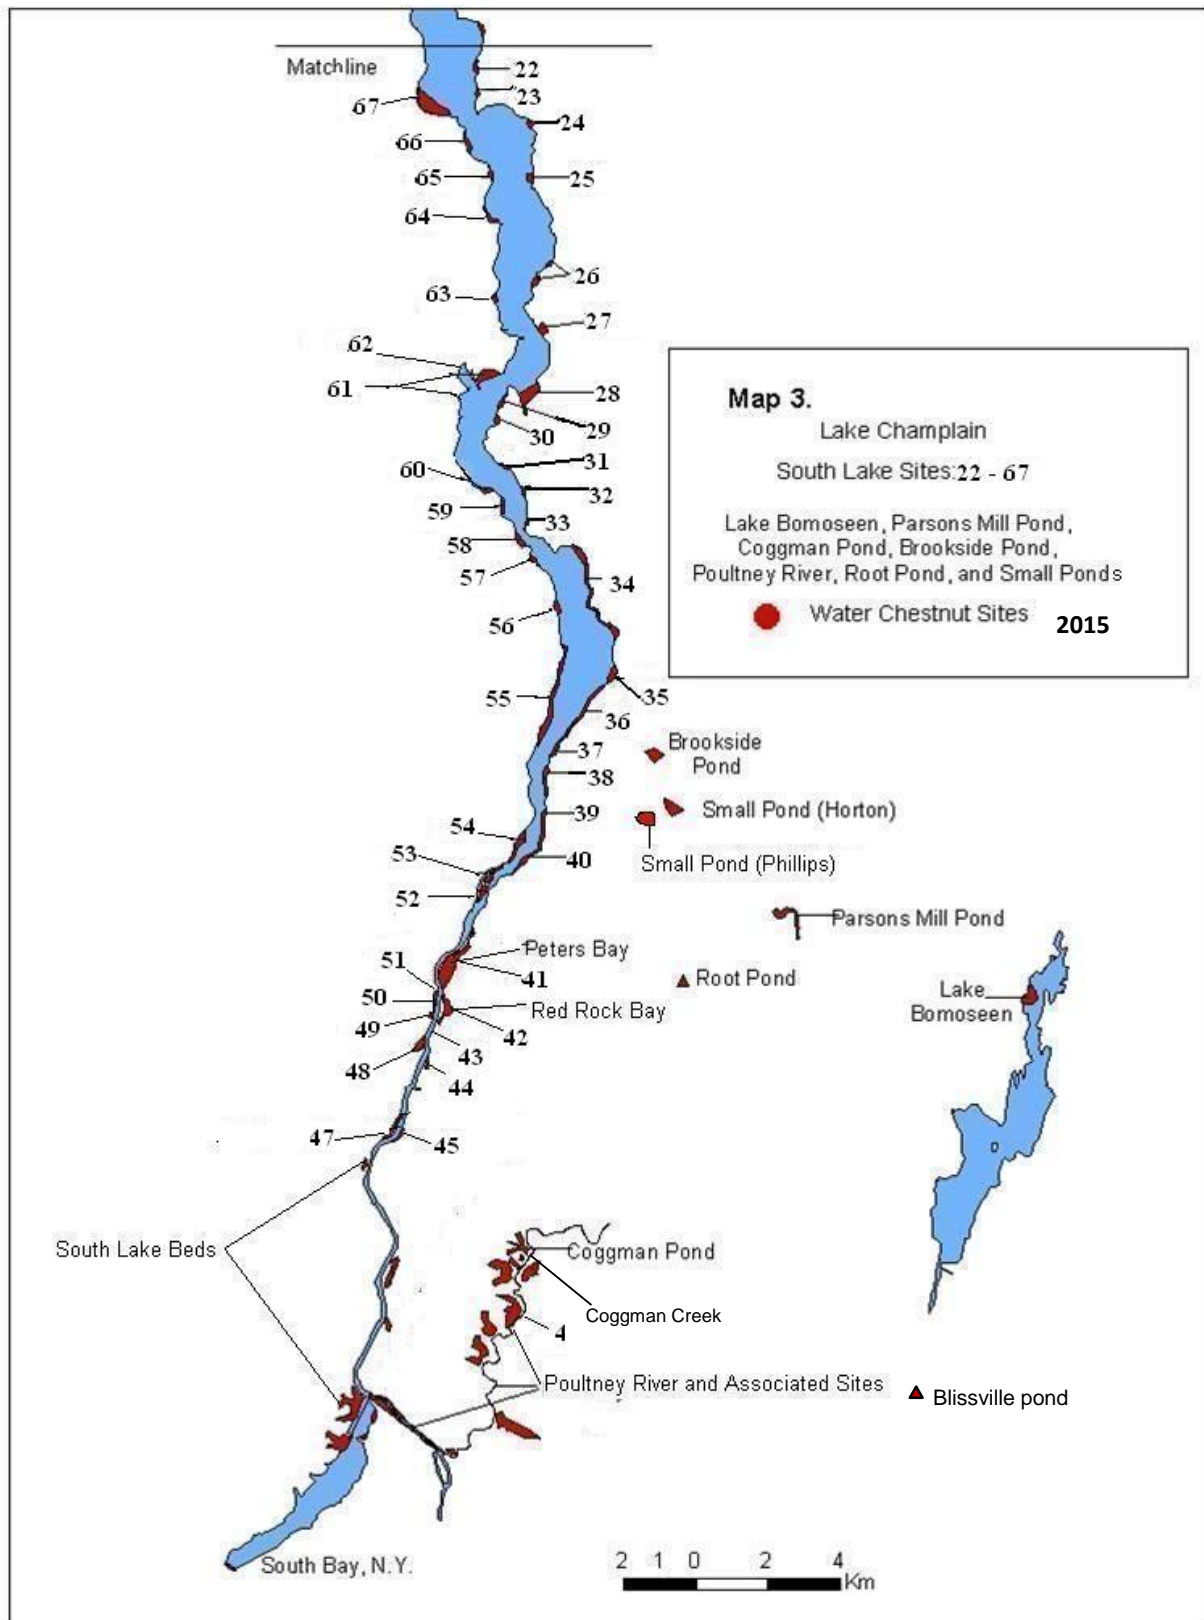 Matchline
22
23
67
24
66
65
25
64
26
63
27
62
61
28
29
30
31
60
32
59
33
58
57
34
56
55
35
36
37
38
39
54
40
53
52
51
Peters Bay
41
50
Red Rock Bay
49
42
43
48
44
47
45
Map 3.
Lake Champlain
South Lake Sites:22 - 67
Lake Bomoseen, Parsons Mill Pond,
Coggman Pond, Brookside Pond,
Poultney River, Root Pond, and Small Ponds
Water Chestnut Sites 2015
Brookside
Pond
Small Pond (Horton)
Small Pond (Phillips)
Parsons Mill Pond
Root Pond
Lake
Bomoseen
South Lake Beds
Coggman Pond
Coggman Creek
4
Poultney River and Associated Sites
Blissville pond
South Bay, N.Y.
2 1 0 2 4
Km